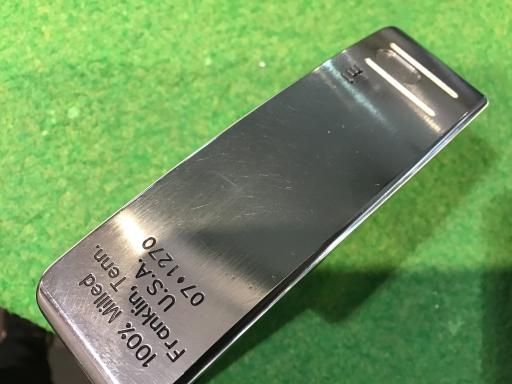 100% Milled
Franklin, Tenn.
U.S.A.
07♦1270